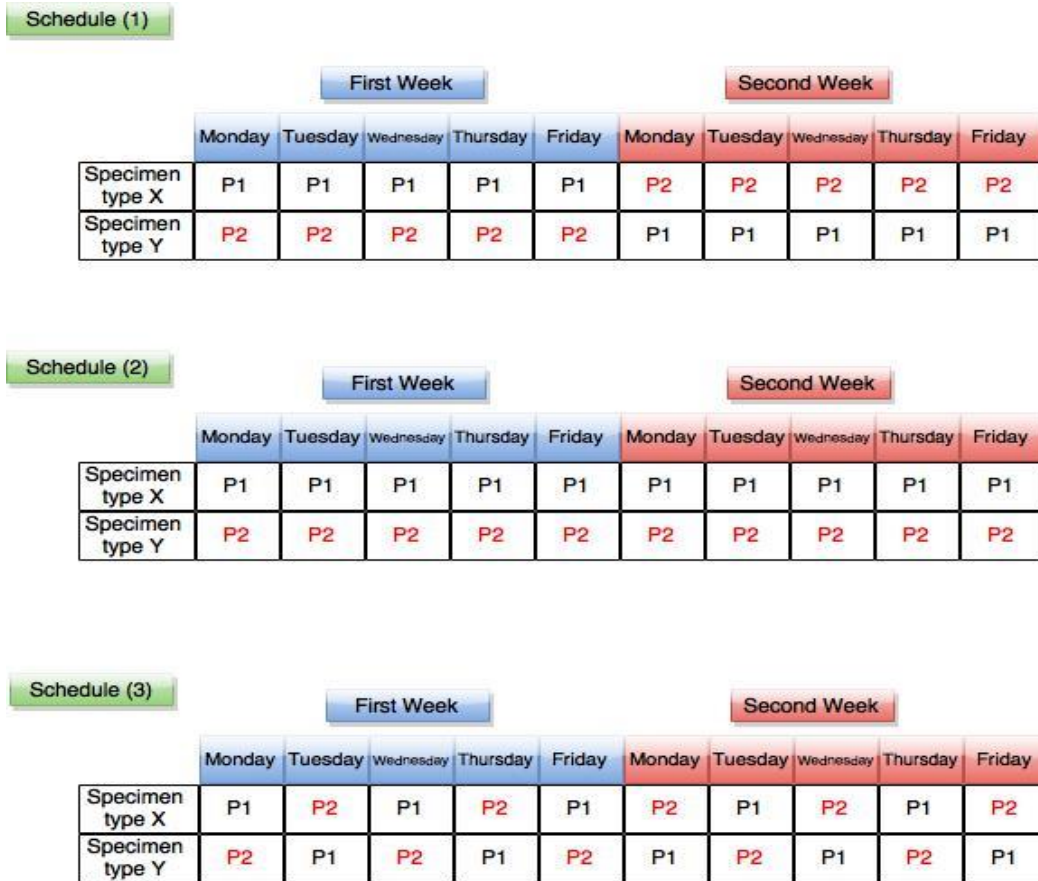 Schedule (1)
First Week Second Week
Monday Tuesday Wednesday Thursday Friday Monday Tuesday Wednesday Thursday Friday
Specimen
type X P1 P1 P1 P1 P1 P2 P2 P2 P2 P2
Specimen
type Y P2 P2 P2 P2 P2 P1 P1 P1 P1 P1
Schedule (2)
First Week Second Week
Monday Tuesday Wednesday Thursday Friday Monday Tuesday Wednesday Thursday Friday
Specimen
type X P1 P1 P1 P1 P1 P1 P1 P1 P1 P1
Specimen
type Y P2 P2 P2 P2 P2 P2 P2 P2 P2 P2
Schedule (3)
First Week Second Week
Monday Tuesday Wednesday Thursday Friday Monday Tuesday Wednesday Thursday Friday
Specimen
type X P1 P2 P1 P2 P1 P2 P1 P2 P1 P2
Specimen
type Y P2 P1 P2 P1 P2 P1 P2 P1 P2 P1